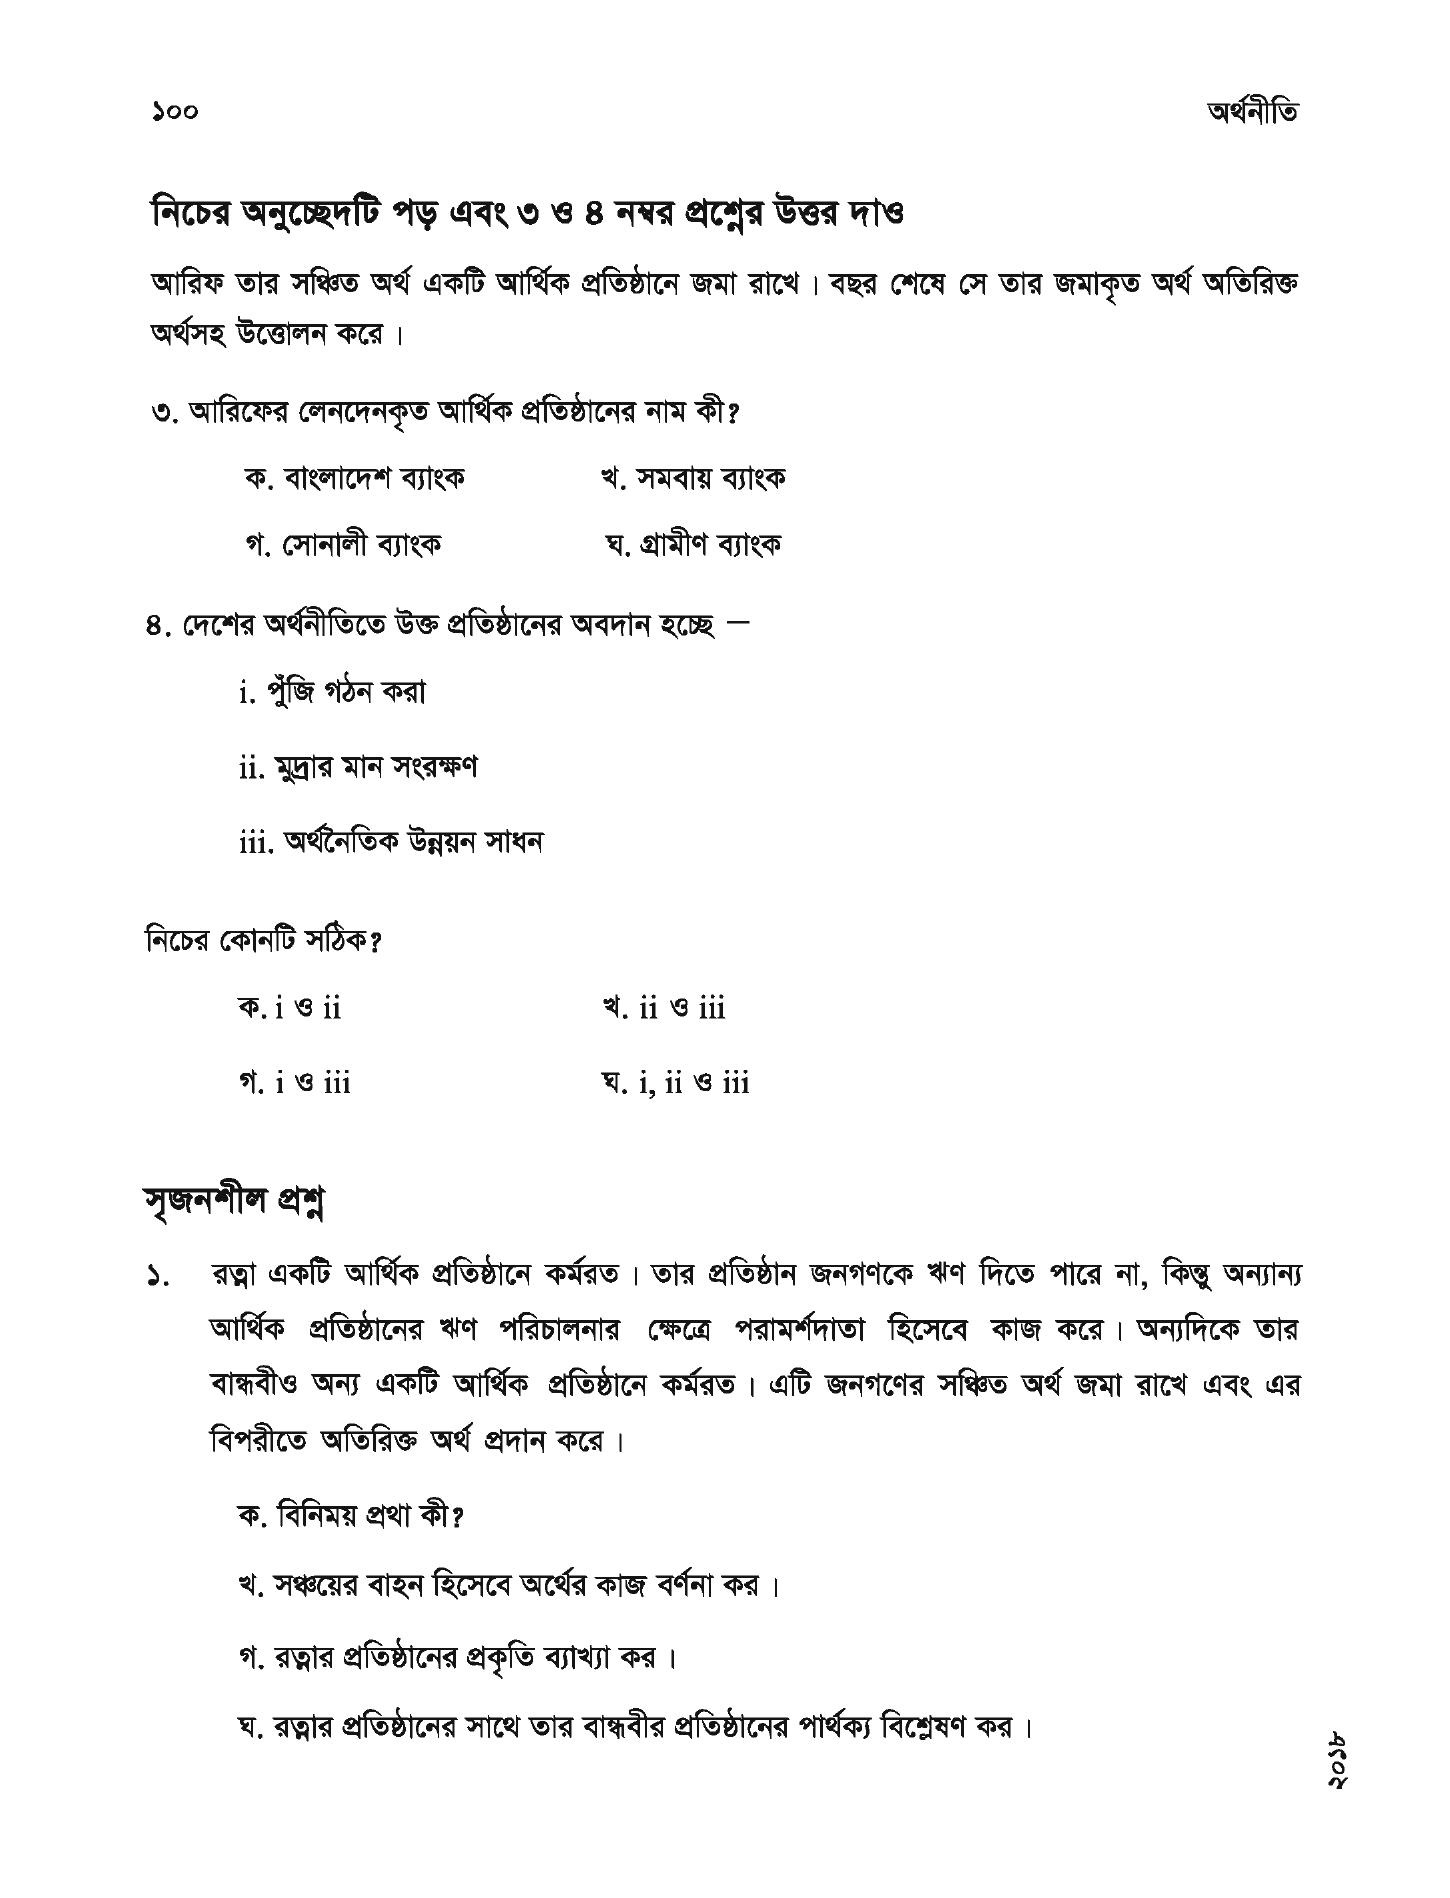 ১০০ অর্থনীতি
নিচের অনুচ্ছেদটি পড় এবং ৩ ও ৪ নম্বর প্রশ্নের উত্তর দাও
আরিফ তার সঞ্চিত অর্থ একটি আর্থিক প্রতিষ্ঠানে জমা রাখে। বছর শেষে সে তার জমাকৃত অর্থ অতিরিক্ত
অর্থসহ উত্তোলন করে।
৩. আরিফের লেনদেনকৃত আর্থিক প্রতিষ্ঠানের নাম কী?
ক. বাংলাদেশ ব্যাংক খ. সমবায় ব্যাংক
গ. সোনালী ব্যাংক ঘ. গ্রামীণ ব্যাংক
৪. দেশের অর্থনীতিতে উক্ত প্রতিষ্ঠানের অবদান হচ্ছে —
i. পুঁজি গঠন করা
ii. মুদ্রার মান সংরক্ষণ
iii. অর্থনৈতিক উন্নয়ন সাধন
নিচের কোনটি সঠিক?
ক. i ও ii খ. ii ও iii
গ. i ও iii ঘ. i, ii ও iii
সৃজনশীল প্রশ্ন
১. রত্না একটি আর্থিক প্রতিষ্ঠানে কর্মরত। তার প্রতিষ্ঠান জনগণকে ঋণ দিতে পারে না, কিন্তু অন্যান্য
আর্থিক প্রতিষ্ঠানের ঋণ পরিচালনার ক্ষেত্রে পরামর্শদাতা হিসেবে কাজ করে। অন্যদিকে তার
বান্ধবীও অন্য একটি আর্থিক প্রতিষ্ঠানে কর্মরত। এটি জনগণের সঞ্চিত অর্থ জমা রাখে এবং এর
বিপরীতে অতিরিক্ত অর্থ প্রদান করে।
ক. বিনিময় প্রথা কী?
খ. সঞ্চয়ের বাহন হিসেবে অর্থের কাজ বর্ণনা কর।
গ. রত্নার প্রতিষ্ঠানের প্রকৃতি ব্যাখ্যা কর।
ঘ. রত্নার প্রতিষ্ঠানের সাথে তার বান্ধবীর প্রতিষ্ঠানের পার্থক্য বিশ্লেষণ কর।
২০১৮